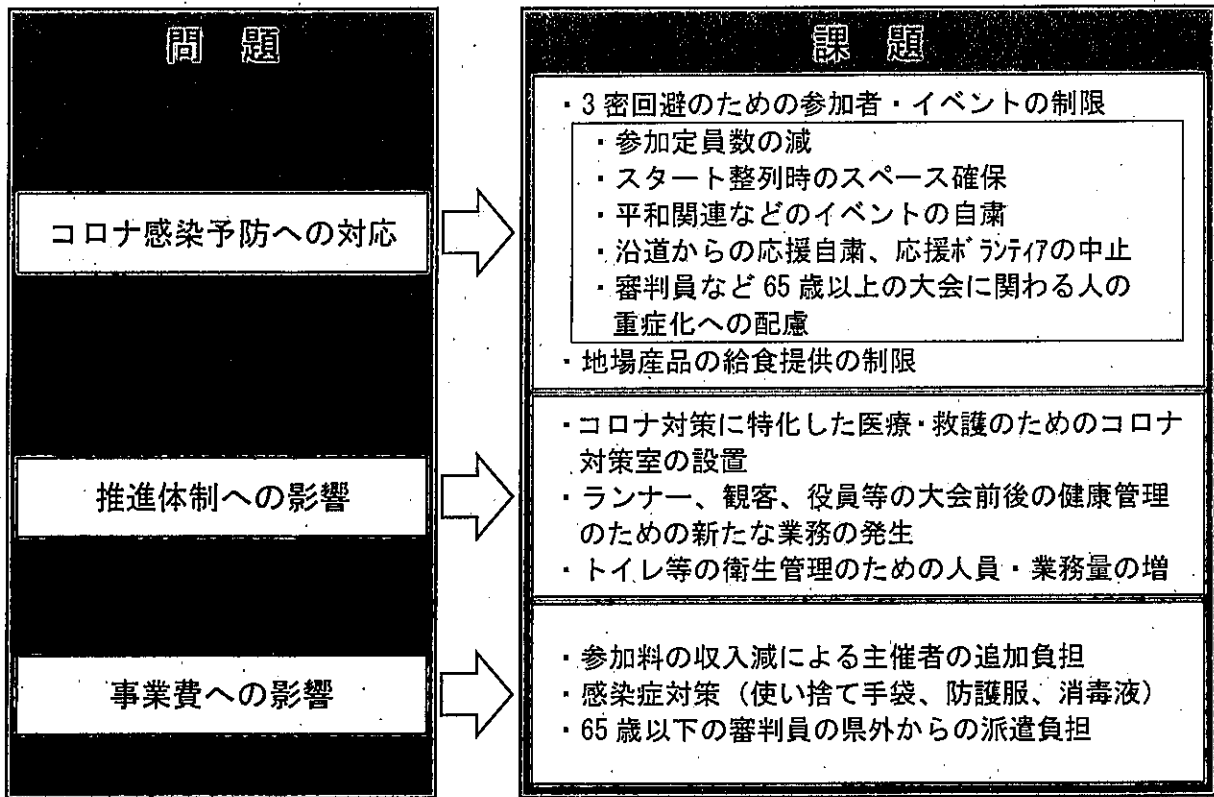 問題
課題
・3密回避のための参加者・イベントの制限
・参加定員数の減
・スタート整列時のスペース確保
・平和関連などのイベントの自粛
・沿道からの応援自粛、応援ボランティアの中止
・審判員など65歳以上の大会に関わる人の
重症化への配慮
・地場産品の給食提供の制限
コロナ感染予防への対応
・コロナ対策に特化した医療・救護のためのコロナ
対策室の設置
・ランナー、観客、役員等の大会前後の健康管理
のための新たな業務の発生
・トイレ等の衛生管理のための人員・業務量の増
推進体制への影響
・参加料の収入減による主催者の追加負担
・感染症対策（使い捨て手袋、防護服、消毒液）
・65歳以下の審判員の県外からの派遣負担
事業費への影響